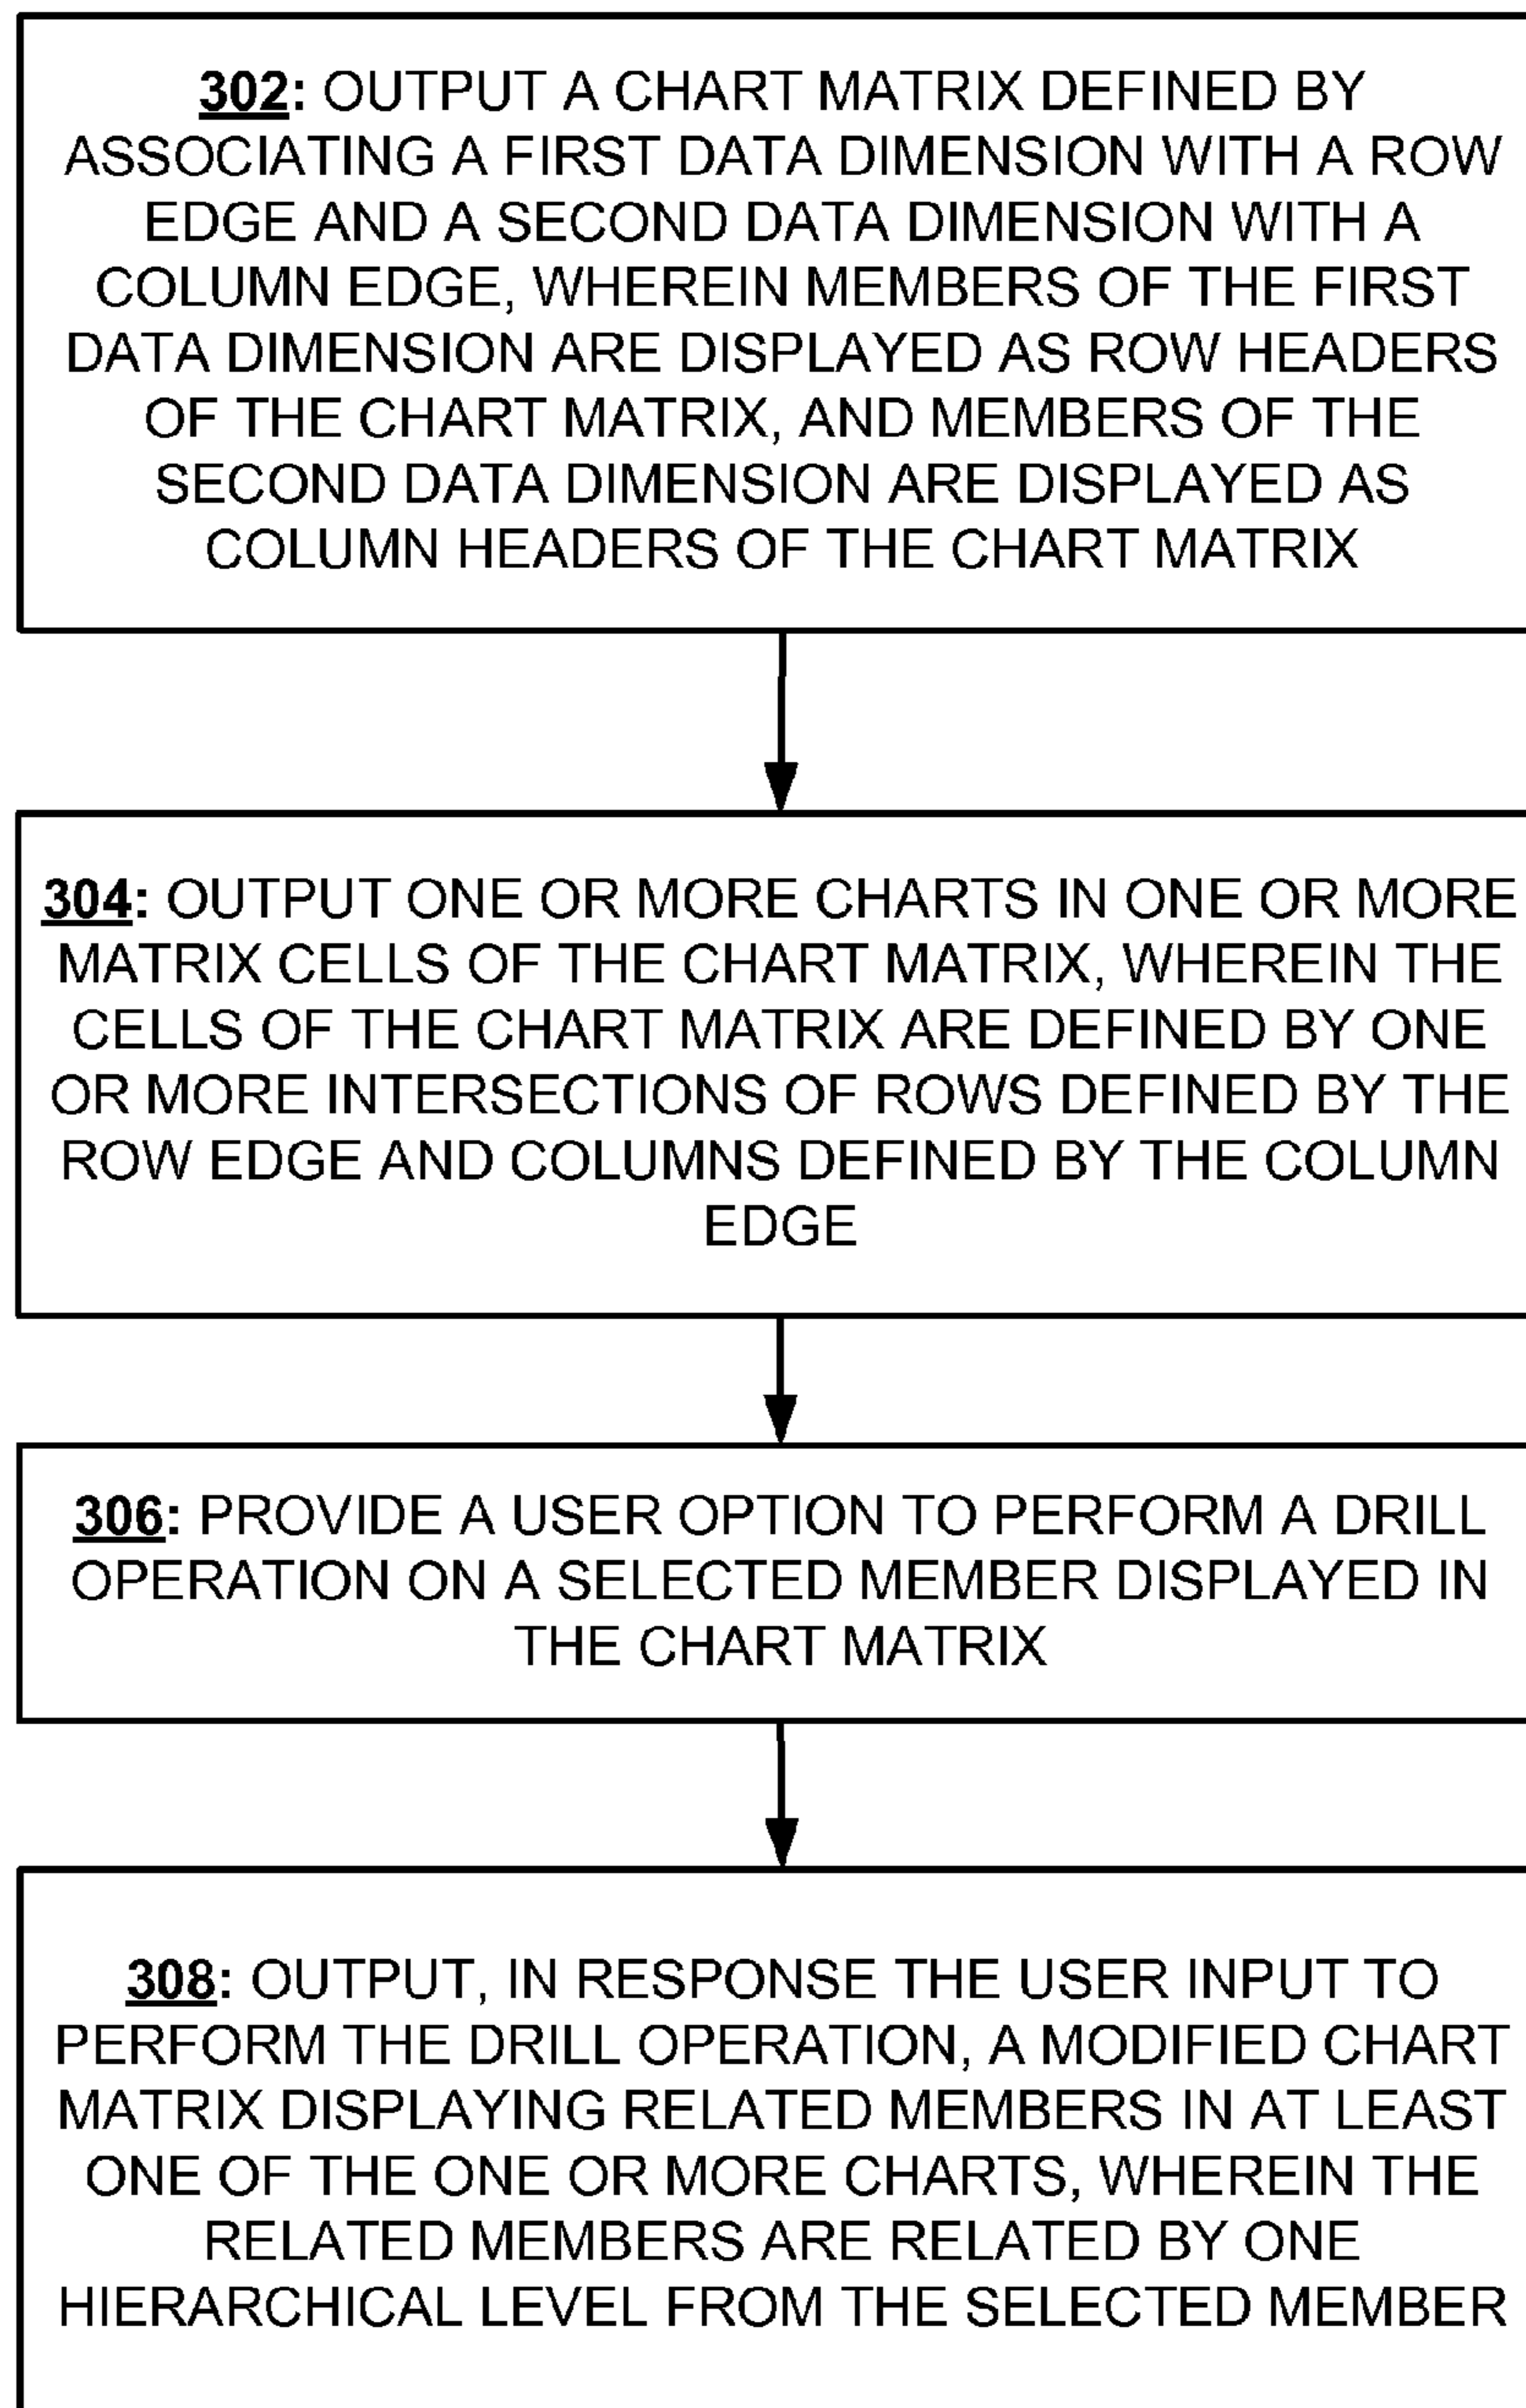 302: OUTPUT A CHART MATRIX DEFINED BY
ASSOCIATING A FIRST DATA DIMENSION WITH A ROW
EDGE AND A SECOND DATA DIMENSION WITH A
COLUMN EDGE, WHEREIN MEMBERS OF THE FIRST
DATA DIMENSION ARE DISPLAYED AS ROW HEADERS
OF THE CHART MATRIX, AND MEMBERS OF THE
SECOND DATA DIMENSION ARE DISPLAYED AS
COLUMN HEADERS OF THE CHART MATRIX
304: OUTPUT ONE OR MORE CHARTS IN ONE OR MORE
MATRIX CELLS OF THE CHART MATRIX, WHEREIN THE
CELLS OF THE CHART MATRIX ARE DEFINED BY ONE
OR MORE INTERSECTIONS OF ROWS DEFINED BY THE
ROW EDGE AND COLUMNS DEFINED BY THE COLUMN
EDGE
306: PROVIDE A USER OPTION TO PERFORM A DRILL
OPERATION ON A SELECTED MEMBER DISPLAYED IN
THE CHART MATRIX
308: OUTPUT, IN RESPONSE THE USER INPUT TO
PERFORM THE DRILL OPERATION, A MODIFIED CHART
MATRIX DISPLAYING RELATED MEMBERS IN AT LEAST
ONE OF THE ONE OR MORE CHARTS, WHEREIN THE
RELATED MEMBERS ARE RELATED BY ONE
HIERARCHICAL LEVEL FROM THE SELECTED MEMBER